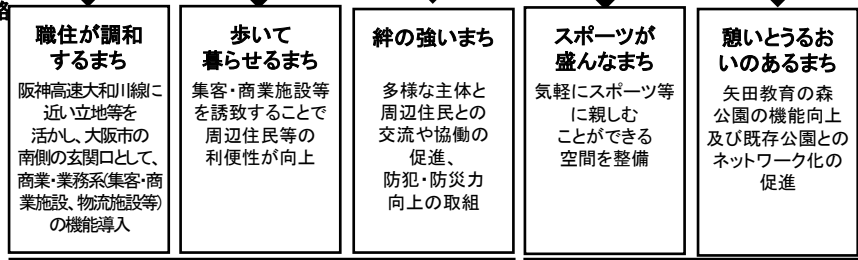 職住が調和
するまち
阪神高速大和川線に
近い立地等を
活かし、大阪市の
南側の玄関口として、
商業・業務系(集客・商
業施設、物流施設等)
の機能導入
歩いて
暮らせるまち
集客・商業施設等
を誘致することで
周辺住民等の
利便性が向上
絆の強いまち
多様な主体と
周辺住民との
交流や協働の
促進、
防犯・防災力
向上の取組
スポーツが
盛んなまち
気軽にスポーツ等
に親しむ
ことができる
空間を整備
憩いとうるお
いのあるまち
矢田教育の森
公園の機能向上
及び既存公園との
ネットワーク化の
促進